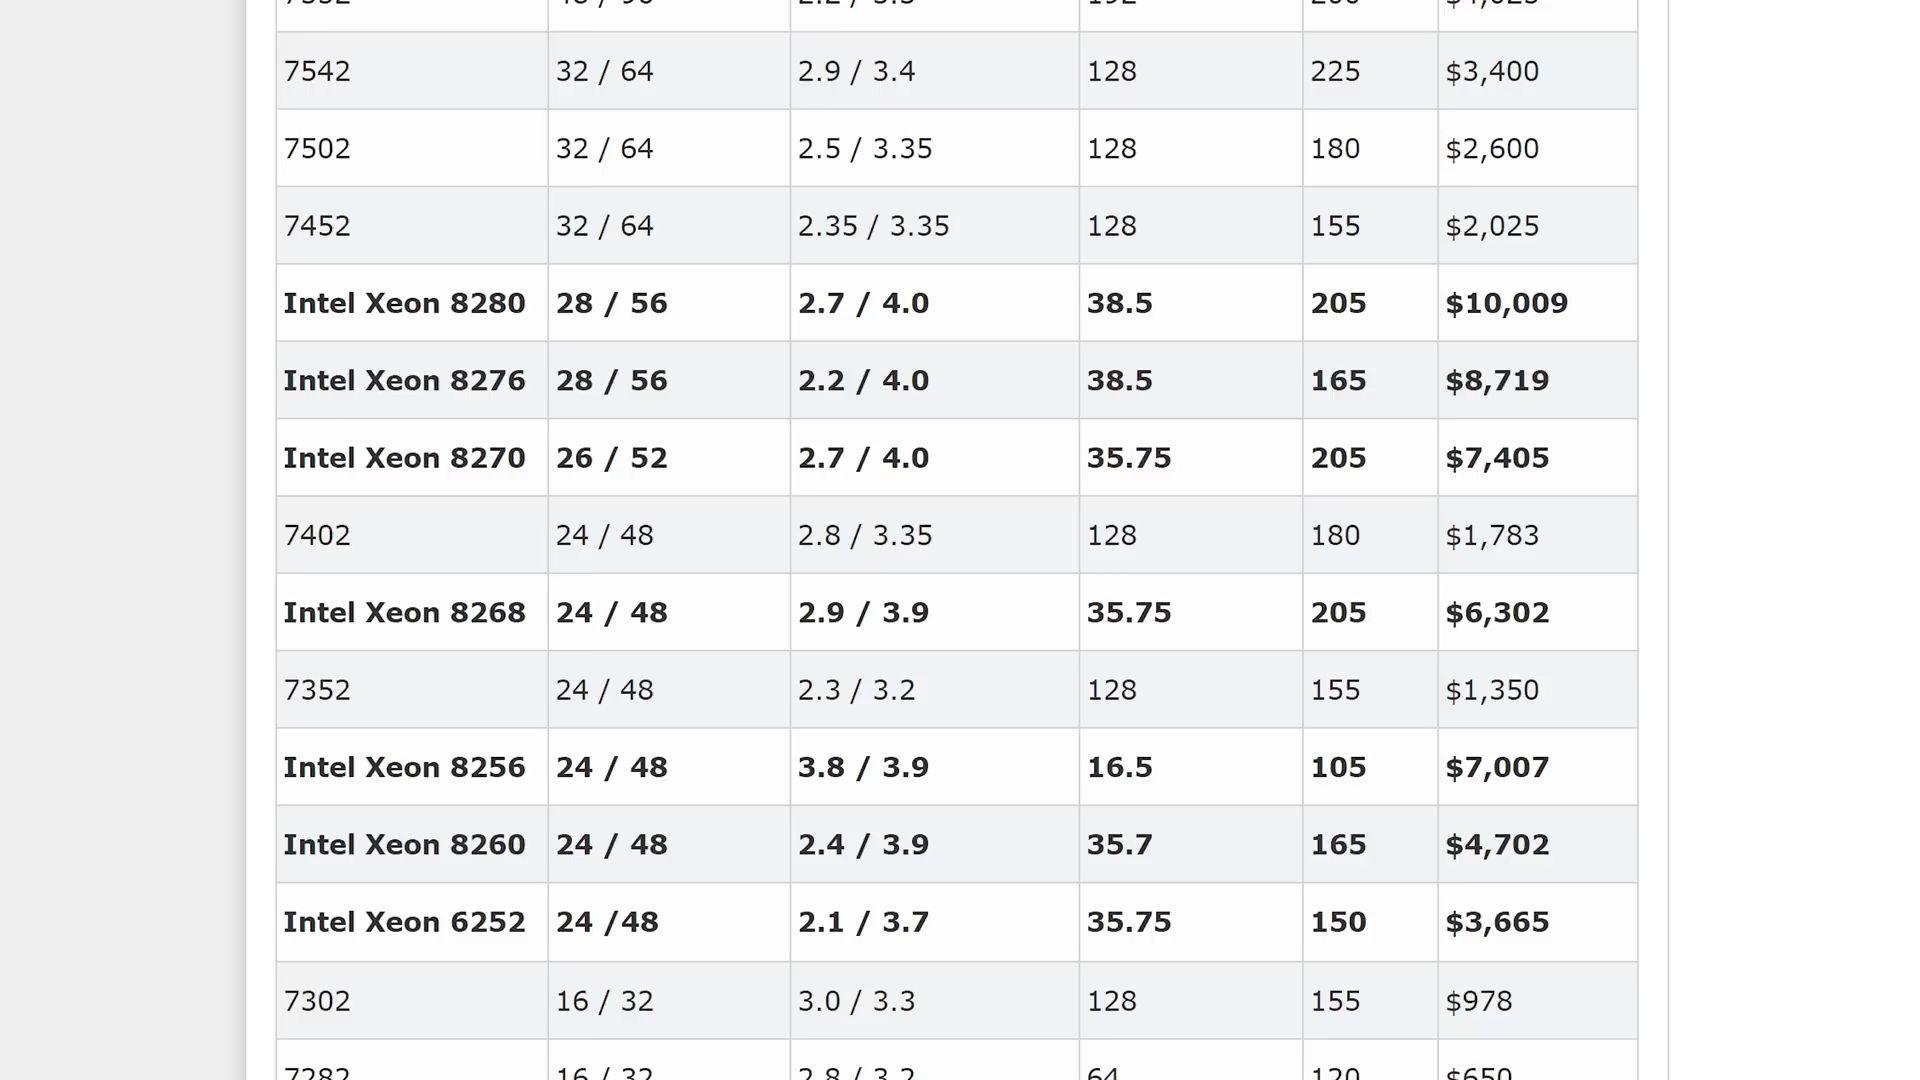 7542 32 / 64 2.9 / 3.4 128 225 $3,400
7502 32 / 64 2.5 / 3.35 128 180 $2,600
7452 32 / 64 2.35 / 3.35 128 155 $2,025
Intel Xeon 8280 28 / 56 2.7 / 4.0 38.5 205 $10,009
Intel Xeon 8276 28 / 56 2.2 / 4.0 38.5 165 $8,719
Intel Xeon 8270 26 / 52 2.7 / 4.0 35.75 205 $7,405
7402 24 / 48 2.8 / 3.35 128 180 $1,783
Intel Xeon 8268 24 / 48 2.9 / 3.9 35.75 205 $6,302
7352 24 / 48 2.3 / 3.2 128 155 $1,350
Intel Xeon 8256 24 / 48 3.8 / 3.9 16.5 105 $7,007
Intel Xeon 8260 24 / 48 2.4 / 3.9 35.7 165 $4,702
Intel Xeon 6252 24 /48 2.1 / 3.7 35.75 150 $3,665
7302 16 / 32 3.0 / 3.3 128 155 $978
7282 16 / 32 2.8 / 3.2 64 120 $650